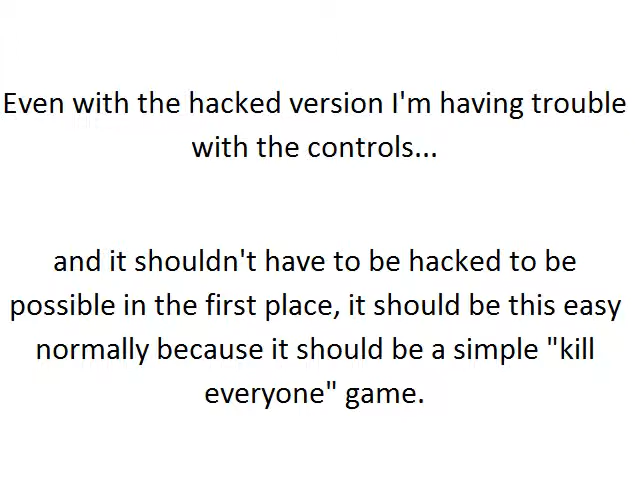 Even with the hacked version I'm having trouble
with the controls...
and it shouldn't have to be hacked to be
possible in the first place, it should be this easy
normally because it should be a simple "kill
everyone" game.